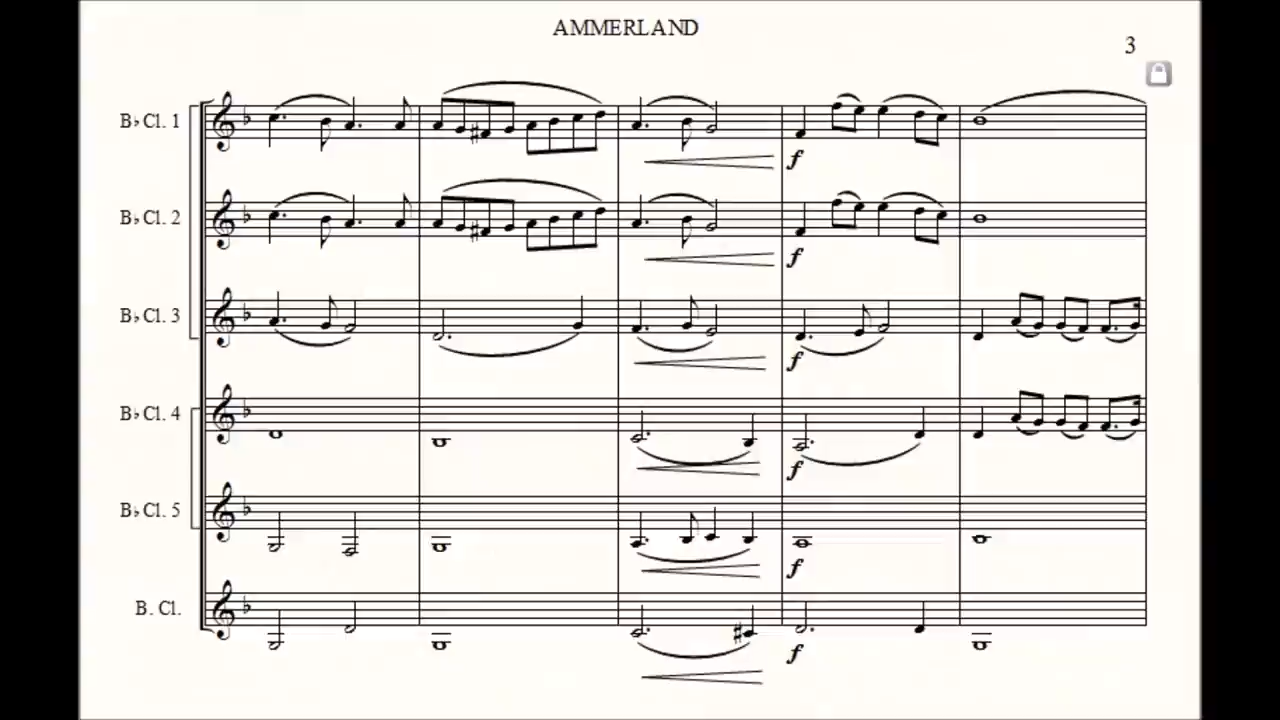 AMMERLAND
3
B♭ Cl. 1
f
B♭ Cl. 2
f
B♭ Cl. 3
f
B♭ Cl. 4
f
B♭ Cl. 5
f
B. Cl.
f